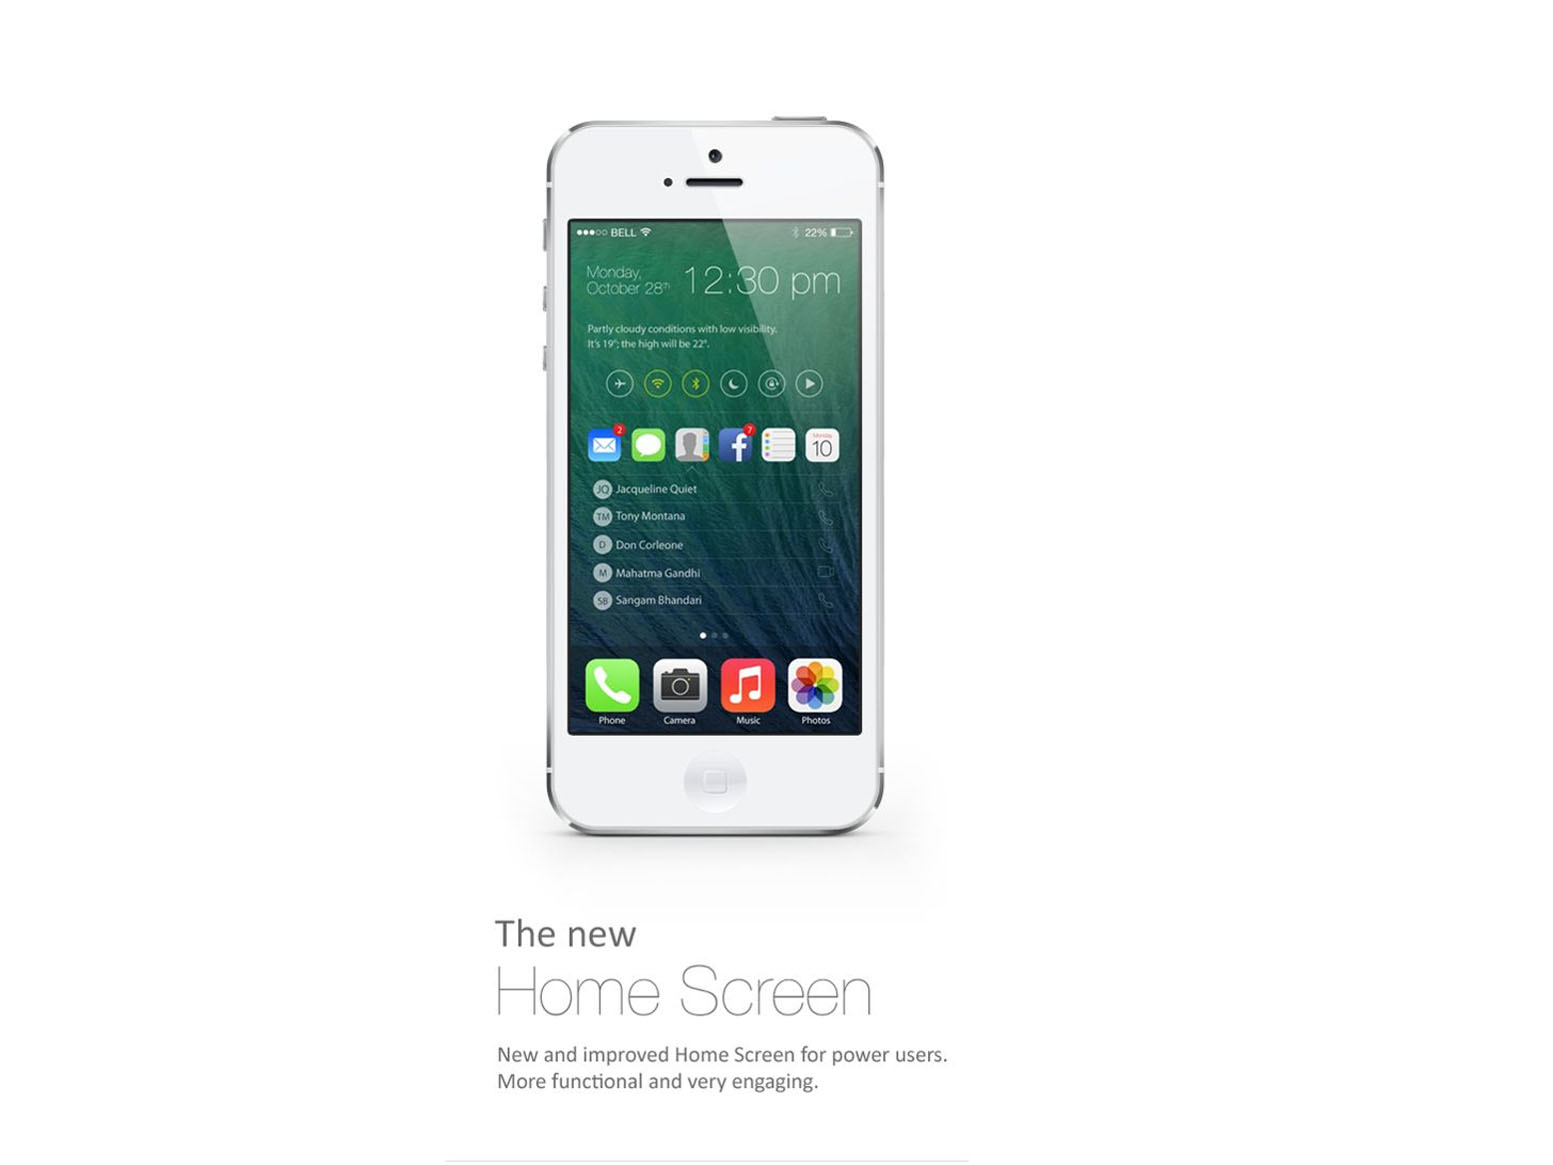 BELL
22%
Monday,
October 28th
12:30 pm
Partly cloudy conditions with low visibility.
It's 19°; the high will be 22°.
2
7
Monday
10
JQ Jacqueline Quiet
TM Tony Montana
D Don Corleone
M Mahatma Gandhi
SB Sangam Bhandari
Phone
Camera
Music
Photos
The new
Home Screen
New and improved Home Screen for power users.
More functional and very engaging.